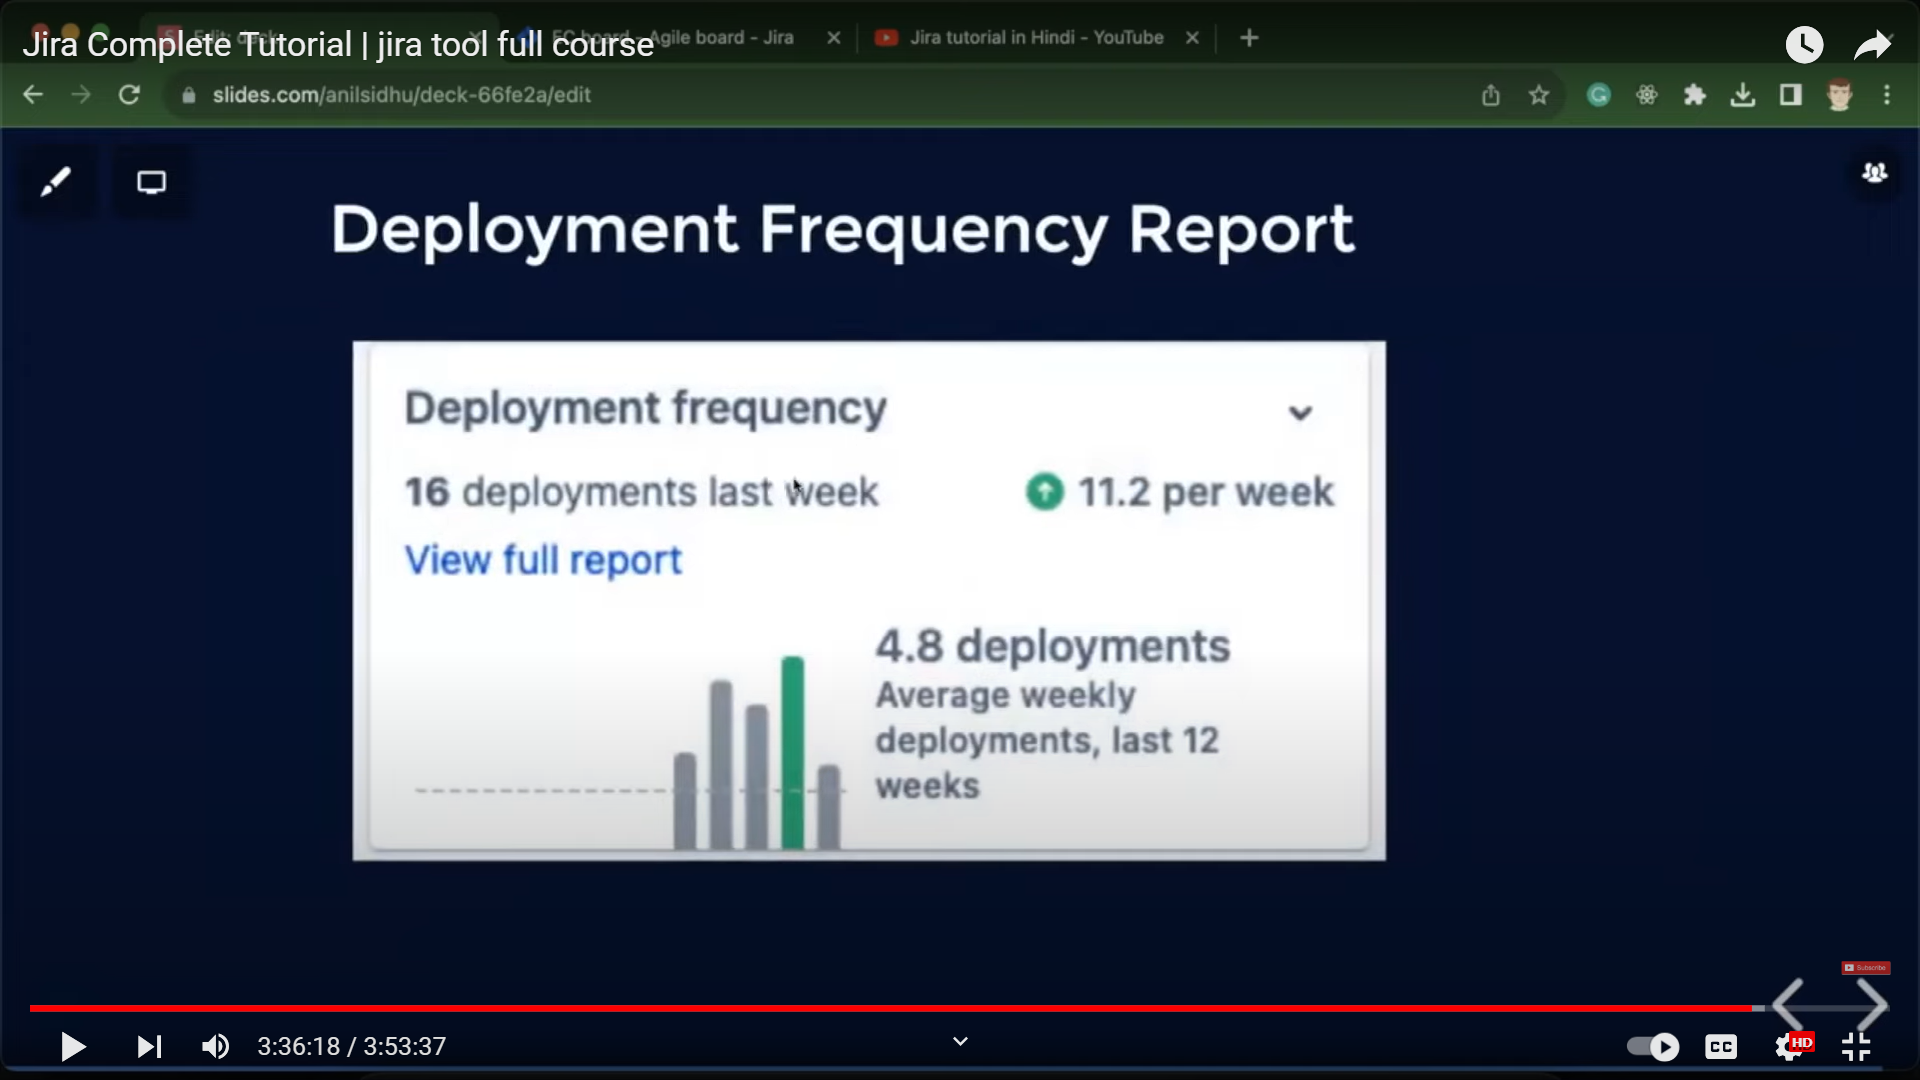 Jira Complete Tutorial | jira tool full course
Agile board - Jira
Jira tutorial in Hindi - YouTube
slides.com/anilsidhu/deck-66fe2a/edit
Deployment Frequency Report
Deployment frequency
16 deployments last week
11.2 per week
View full report
4.8 deployments
Average weekly
deployments, last 12
weeks
Subscribe
3:36:18 / 3:53:37
CC
HD